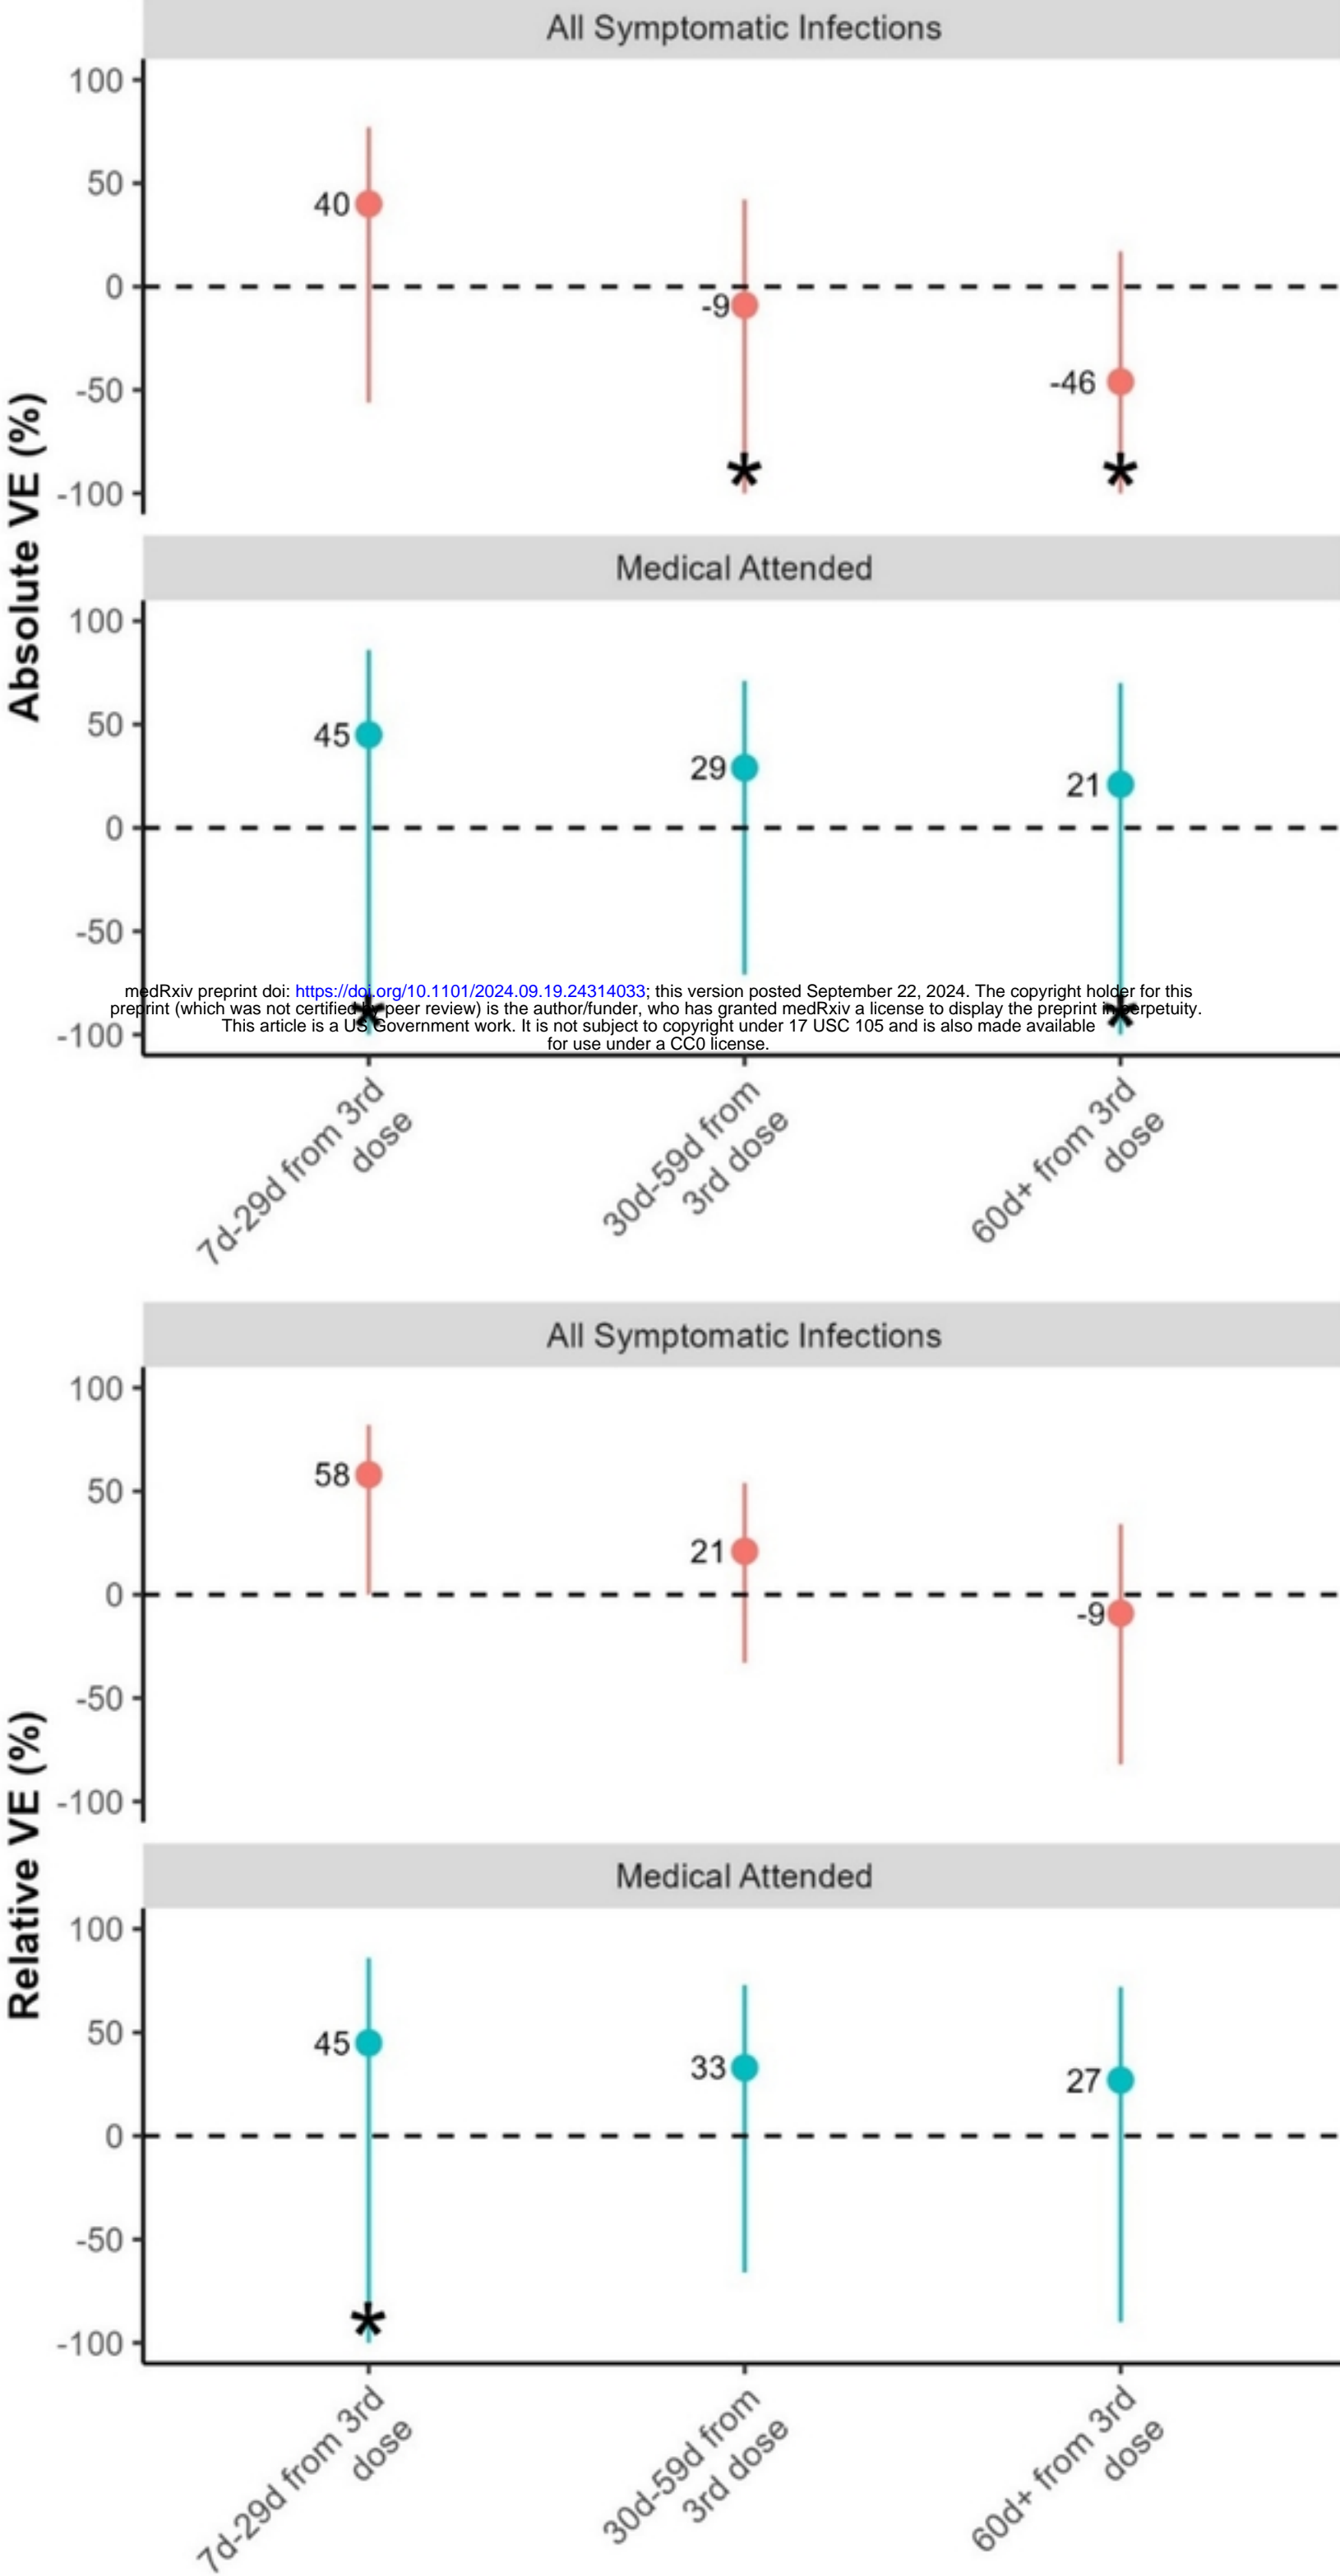 All Symptomatic Infections
100
50
0
-50
-100
40
-9
-46
*
*
Absolute VE (%)
Medical Attended
100
50
0
-50
-100
45
29
21
*
*
medRxiv preprint doi: https://doi.org/10.1101/2024.09.19.24314033; this version posted September 22, 2024. The copyright holder for this
preprint (which was not certified by peer review) is the author/funder, who has granted medRxiv a license to display the preprint in perpetuity.
This article is a US Government work. It is not subject to copyright under 17 USC 105 and is also made available
for use under a CC0 license.
7d-29d from 3rd
dose
30d-59d from
3rd dose
60d+ from 3rd
dose
All Symptomatic Infections
100
50
0
-50
-100
58
21
-9
Relative VE (%)
Medical Attended
100
50
0
-50
-100
45
33
27
*
7d-29d from 3rd
dose
30d-59d from
3rd dose
60d+ from 3rd
dose